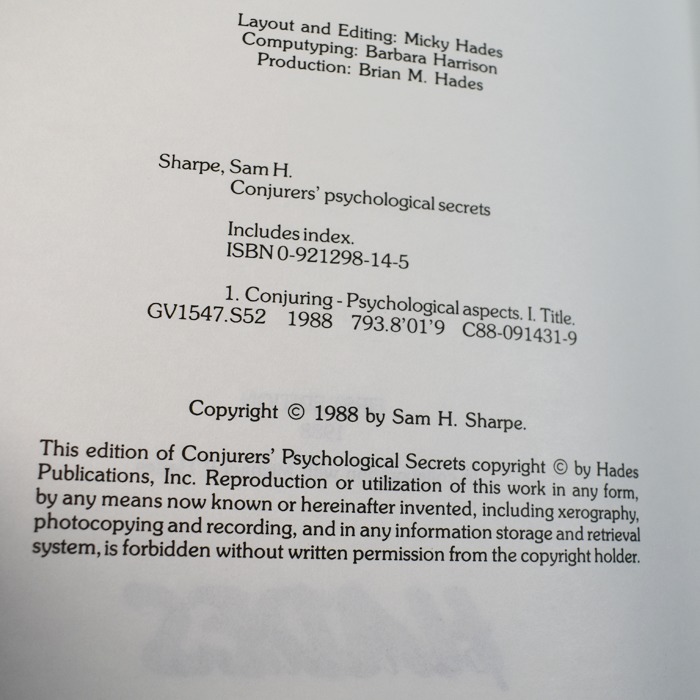 Layout and Editing: Micky Hades
Computyping: Barbara Harrison
Production: Brian M. Hades
Sharpe, Sam H.
Conjurers' psychological secrets
Includes index.
ISBN 0-921298-14-5
1. Conjuring - Psychological aspects. I. Title.
GV1547.S52 1988 793.8'01'9 C88-091431-9
Copyright © 1988 by Sam H. Sharpe.
This edition of Conjurers' Psychological Secrets copyright © by Hades
Publications, Inc. Reproduction or utilization of this work in any form,
by any means now known or hereinafter invented, including xerography,
photocopying and recording, and in any information storage and retrieval
system, is forbidden without written permission from the copyright holder.